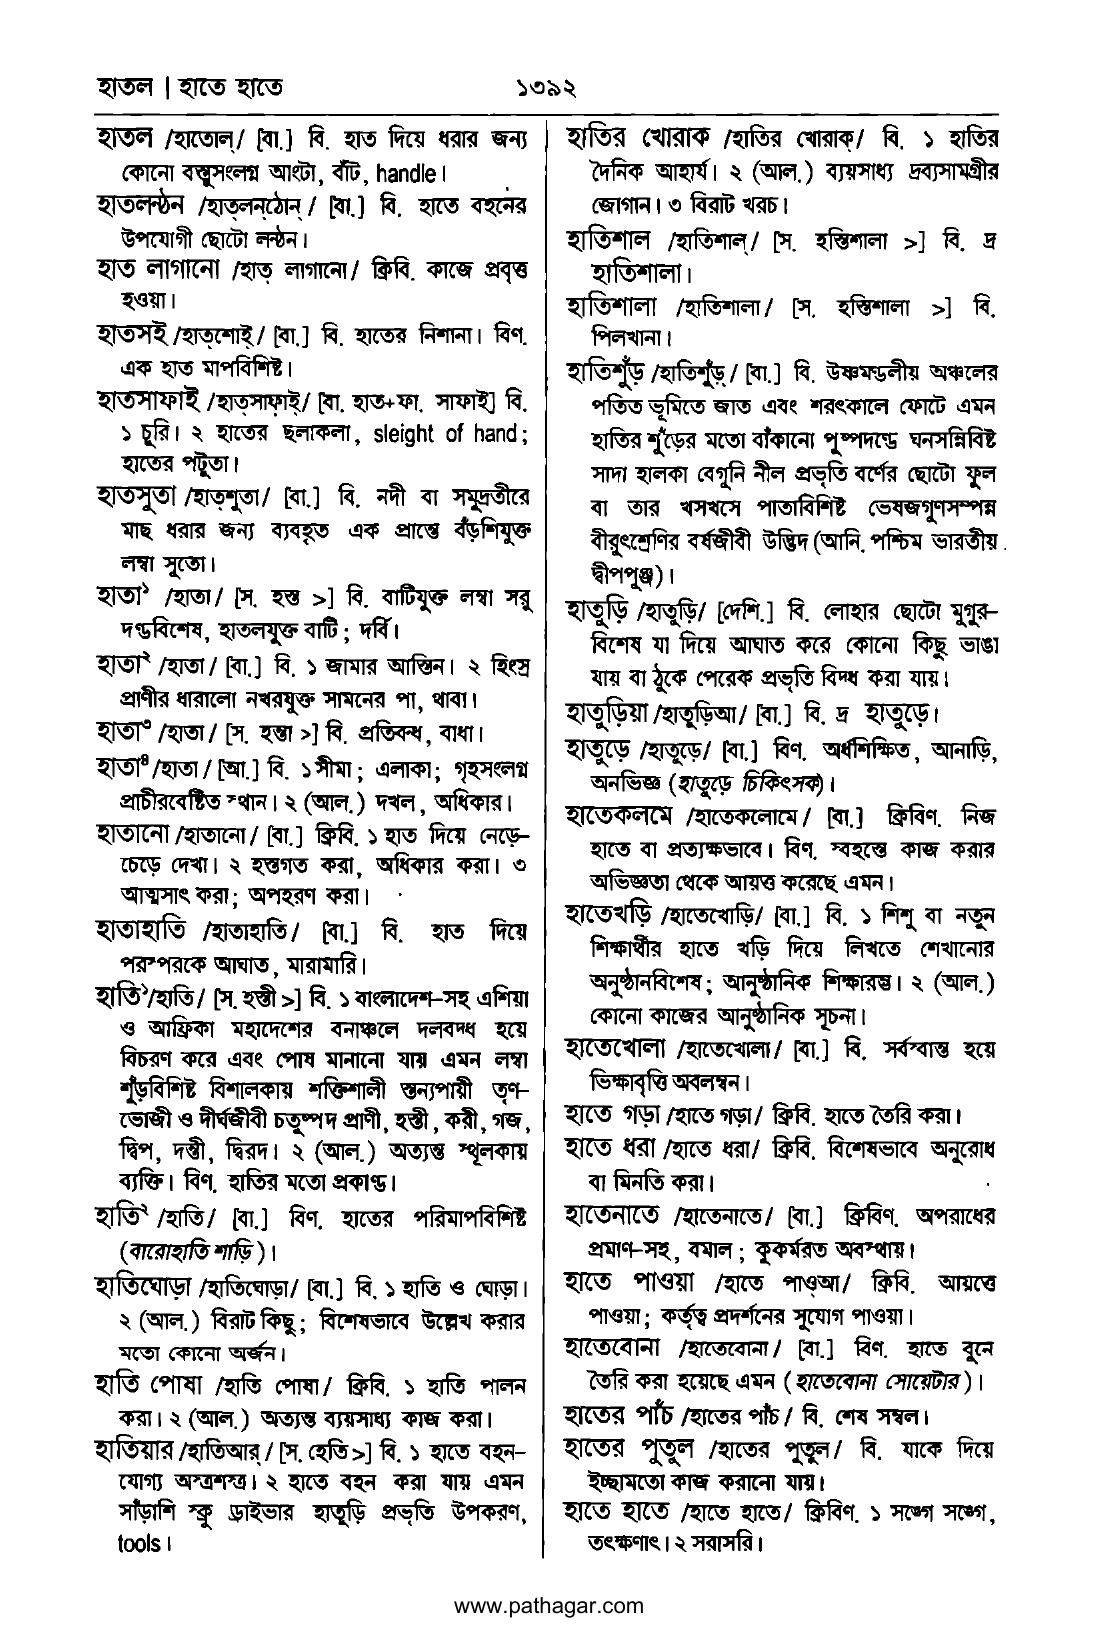 হাতল | হাতে হাতে
১৩৯২
হাতল /হাতোল্/ [বা.] বি. হাত দিয়ে ধরার জন্য
কোনো বস্তুসংলগ্ন আংটা, বাঁট, handle।
হাতলন্ঠন /হাত্‌লন্‌ঠোন্/ [বা.] বি. হাতে বহনের
উপযোগী ছোটো লন্ঠন।
হাত লাগানো /হাত্ লাগানো/ ক্রিবি. কাজে প্রবৃত্ত
হওয়া।
হাতসই /হাত্‌শোই্/ [বা.] বি. হাতের নিশানা। বিণ.
এক হাত মাপবিশিষ্ট।
হাতসাফাই /হাত্‌সাফ়াই্/ [বা. হাত+ফা. সাফাই] বি.
১ চুরি। ২ হাতের ছলাকলা, sleight of hand;
হাতের পটুতা।
হাতসুতা /হাত্‌শুতা/ [বা.] বি. নদী বা সমুদ্রতীরে
মাছ ধরার জন্য ব্যবহৃত এক প্রান্তে বঁড়শিযুক্ত
লম্বা সুতো।
হাতা১ /হাতা/ [স. হস্ত >] বি. বাটিযুক্ত লম্বা সরু
দণ্ডবিশেষ, হাতলযুক্ত বাটি; দর্বি।
হাতা২ /হাতা/ [বা.] বি. ১ জামার আস্তিন। ২ হিংস্র
প্রাণীর ধারালো নখরযুক্ত সামনের পা, থাবা।
হাতা৩ /হাতা/ [স. হন্তা >] বি. প্রতিবন্ধ, বাধা।
হাতা৪ /হাতা/ [আ.] বি. ১ সীমা; এলাকা; গৃহসংলগ্ন
প্রাচীরবেষ্টিত স্থান। ২ (আল.) দখল, অধিকার।
হাতানো /হাতানো/ [বা.] ক্রিবি. ১ হাত দিয়ে নেড়ে-
চেড়ে দেখা। ২ হস্তগত করা, অধিকার করা। ৩
আত্মসাৎ করা; অপহরণ করা।
হাতাহাতি /হাতাহাতি/ [বা.] বি. হাত দিয়ে
পরস্পরকে আঘাত, মারামারি।
হাতি১/হাতি/ [স. হস্তী >] বি. ১ বাংলাদেশ-সহ এশিয়া
ও আফ্রিকা মহাদেশের বনাঞ্চলে দলবদ্ধ হয়ে
বিচরণ করে এবং পোষ মানানো যায় এমন লম্বা
শুঁড়বিশিষ্ট বিশালকায় শক্তিশালী স্তন্যপায়ী তৃণ-
ভোজী ও দীর্ঘজীবী চতুষ্পদ প্রাণী, হস্তী, করী, গজ,
দ্বিপ, দন্তী, দ্বিরদ। ২ (আল.) অত্যন্ত স্থূলকায়
ব্যক্তি। বিণ. হাতির মতো প্রকাণ্ড।
হাতি২ /হাতি/ [বা.] বিণ. হাতের পরিমাপবিশিষ্ট
(বারোহাতি শাড়ি)।
হাতিঘোড়া /হাতিঘোড়া/ [বা.] বি. ১ হাতি ও ঘোড়া।
২ (আল.) বিরাট কিছু; বিশেষভাবে উল্লেখ করার
মতো কোনো অর্জন।
হাতি পোষা /হাতি পোষা/ ক্রিবি. ১ হাতি পালন
করা। ২ (আল.) অত্যন্ত ব্যয়সাধ্য কাজ করা।
হাতিয়ার /হাতিআর্/ [স. হেতি >] বি. ১ হাতে বহন-
যোগ্য অস্ত্রশস্ত্র। ২ হাতে বহন করা যায় এমন
সাঁড়াশি স্ক্রু ড্রাইভার হাতুড়ি প্রভৃতি উপকরণ,
tools।
হাতির খোরাক /হাতির খোরাক্/ বি. ১ হাতির
দৈনিক আহার্য। ২ (আল.) ব্যয়সাধ্য দ্রব্যসামগ্রীর
জোগান। ৩ বিরাট খরচ।
হাতিশাল /হাতিশাল্/ [স. হস্তিশালা >] বি. দ্র
হাতিশালা।
হাতিশালা /হাতিশালা/ [স. হস্তিশালা >] বি.
পিলখানা।
হাতিশুঁড় /হাতিশুঁড়্/ [বা.] বি. উষ্ণমণ্ডলীয় অঞ্চলের
পতিত ভূমিতে জাত এবং শরৎকালে ফোটে এমন
হাতির শুঁড়ের মতো বাঁকানো পুষ্পদণ্ডে ঘনসন্নিবিষ্ট
সাদা হালকা বেগুনি নীল প্রভৃতি বর্ণের ছোটো ফুল
বা তার খসখসে পাতাবিশিষ্ট ভেষজগুণসম্পন্ন
বীরুৎশ্রেণির বর্ষজীবী উদ্ভিদ (আনি. পশ্চিম ভারতীয়
দ্বীপপুঞ্জ)।
হাতুড়ি /হাতুড়ি/ [দেশি.] বি. লোহার ছোটো মুগুর-
বিশেষ যা দিয়ে আঘাত করে কোনো কিছু ভাঙা
যায় বা ঠুকে পেরেক প্রভৃতি বিদ্ধ করা যায়।
হাতুড়িয়া /হাতুড়িআ/ [বা.] বি. দ্র হাতুড়ে।
হাতুড়ে /হাতুড়ে/ [বা.] বিণ. অর্ধশিক্ষিত, আনাড়ি,
অনভিজ্ঞ (হাতুড়ে চিকিৎসক)।
হাতেকলমে /হাতেকলোমে/ [বা.] ক্রিবিণ. নিজ
হাতে বা প্রত্যক্ষভাবে। বিণ. স্বহস্তে কাজ করার
অভিজ্ঞতা থেকে আয়ত্ত করেছে এমন।
হাতেখড়ি /হাতেখোড়ি/ [বা.] বি. ১ শিশু বা নতুন
শিক্ষার্থীর হাতে খড়ি দিয়ে লিখতে শেখানোর
অনুষ্ঠানবিশেষ; আনুষ্ঠানিক শিক্ষারম্ভ। ২ (আল.)
কোনো কাজের আনুষ্ঠানিক সূচনা।
হাতেখোলা /হাতেখোলা/ [বা.] বি. সর্বস্বান্ত হয়ে
ভিক্ষাবৃত্তি অবলম্বন।
হাতে গড়া /হাতে গড়া/ ক্রিবি. হাতে তৈরি করা।
হাতে ধরা /হাতে ধরা/ ক্রিবি. বিশেষভাবে অনুরোধ
বা মিনতি করা।
হাতেনাতে /হাতেনাতে/ [বা.] ক্রিবিণ. অপরাধের
প্রমাণ-সহ, বমাল; কুকর্মরত অবস্থায়।
হাতে পাওয়া /হাতে পাও্আ/ ক্রিবি. আয়ত্তে
পাওয়া; কর্তৃত্ব প্রদর্শনের সুযোগ পাওয়া।
হাতেবোনা /হাতেবোনা/ [বা.] বিণ. হাতে বুনে
তৈরি করা হয়েছে এমন (হাতেবোনা সোয়েটার)।
হাতের পাঁচ /হাতের পাঁচ্/ বি. শেষ সম্বল।
হাতের পুতুল /হাতের পুতুল্/ বি. যাকে দিয়ে
ইচ্ছামতো কাজ করানো যায়।
হাতে হাতে /হাতে হাতে/ ক্রিবিণ. ১ সঙ্গে সঙ্গে,
তৎক্ষণাৎ। ২ সরাসরি।
www.pathagar.com